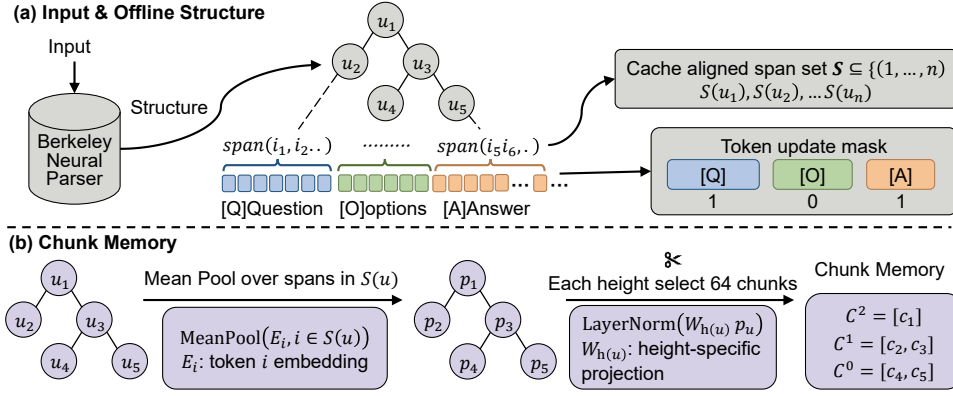 (a) Input & Offline Structure
Input
Berkeley
Neural
Parser
Structure
u₁
u₂
u₃
u₄
u₅
span(i₁, i₂..)
.........
span(i₅i₆,.)
... ...
[Q]Question
[O]options
[A]Answer
Cache aligned span set S ⊆ {(1, …, n)
S(u₁), S(u₂), … S(uₙ)
Token update mask
[Q]
[O]
[A]
1
0
1
(b) Chunk Memory
u₁
u₂
u₃
u₄
u₅
Mean Pool over spans in S(u)
MeanPool(Eᵢ, i ∈ S(u))
Eᵢ: token i embedding
p₁
p₂
p₃
p₄
p₅
Each height select 64 chunks
LayerNorm(W_h(u) p_u)
W_h(u): height-specific
projection
Chunk Memory
C² = [c₁]
C¹ = [c₂, c₃]
C⁰ = [c₄, c₅]